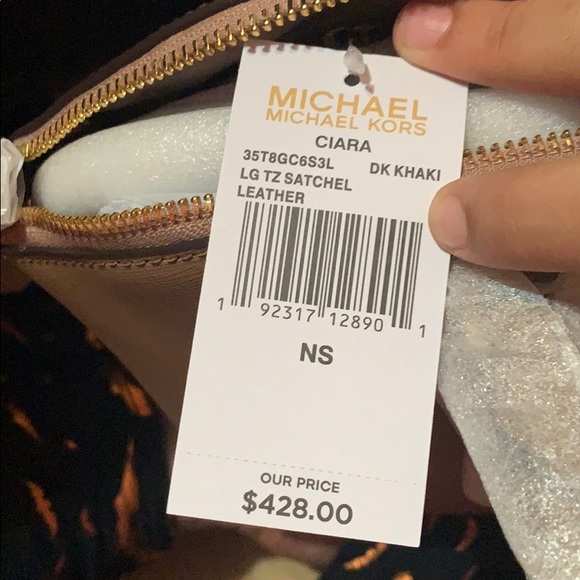 MICHAEL
MICHAEL KORS
CIARA
35T8GC6S3L DK KHAKI
LG TZ SATCHEL
LEATHER
1 92317 12890 1
NS
OUR PRICE
$428.00